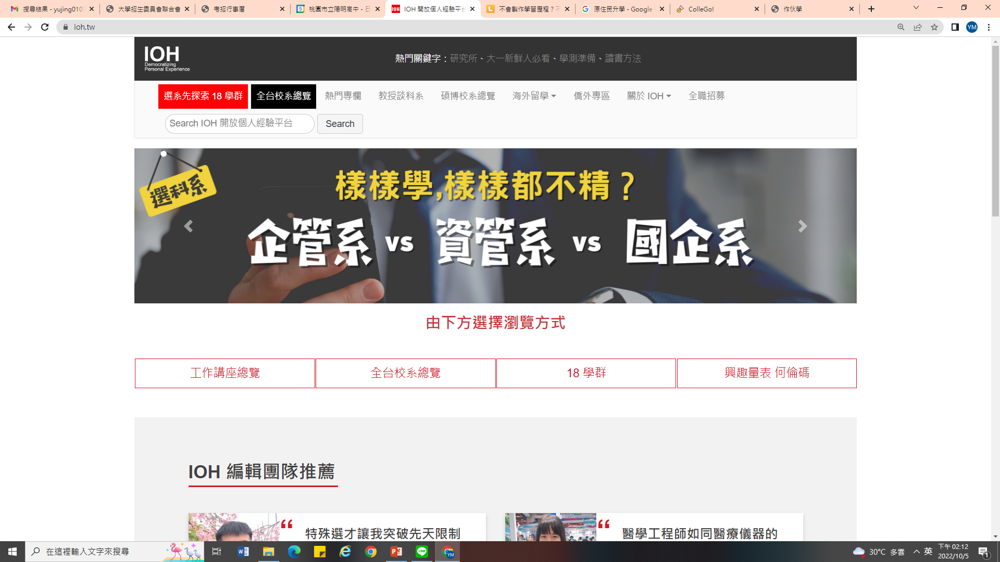 搜尋結果 - yujing0107
大學招生委員會聯合會
考招行事曆
桃園市立陽明高中 - 日
IOH 開放個人經驗平台
不會製作學習歷程？不
原住民升學 - Google
ColleGo!
作伙學
ioh.tw
YM
IOH
Democratizing
Personal Experience
熱門關鍵字：研究所、大一新鮮人必看、學測準備、讀書方法
選系先探索 18 學群 全台校系總覽 熱門專欄 教授談科系 碩博校系總覽 海外留學 僑外專區 關於 IOH 全職招募
Search IOH 開放個人經驗平台 Search
選科系
樣樣學,樣樣都不精？
企管系 vs 資管系 vs 國企系
由下方選擇瀏覽方式
工作講座總覽 全台校系總覽 18 學群 興趣量表 何倫碼
IOH 編輯團隊推薦
特殊選才讓我突破先天限制
醫學工程師如同醫療儀器的
在這裡輸入文字來搜尋
30°C 多雲
英
下午 02:12
2022/10/5
1